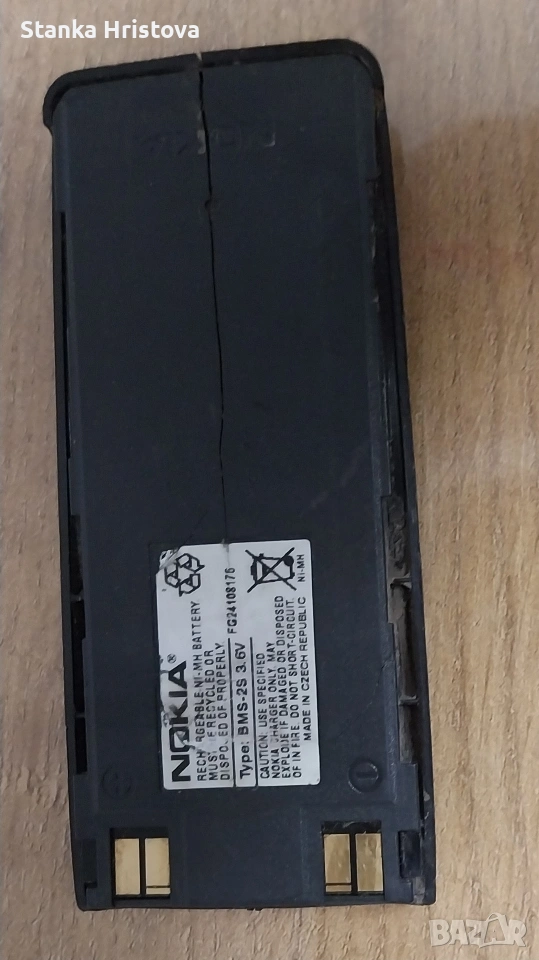 Stanka Hristova
NOKIA®
RECHARGEABLE NI-MH BATTERY
MUST BE RECYCLED OR
DISPOSED OF PROPERLY
FG24108176
Type: BMS-2S 3.6V
Ni-MH
CAUTION: USE SPECIFIED
NOKIA CHARGER ONLY. MAY
EXPLODE IF DAMAGED OR DISPOSED
OF IN FIRE. DO NOT SHORT-CIRCUIT.
MADE IN CZECH REPUBLIC
BAZAR